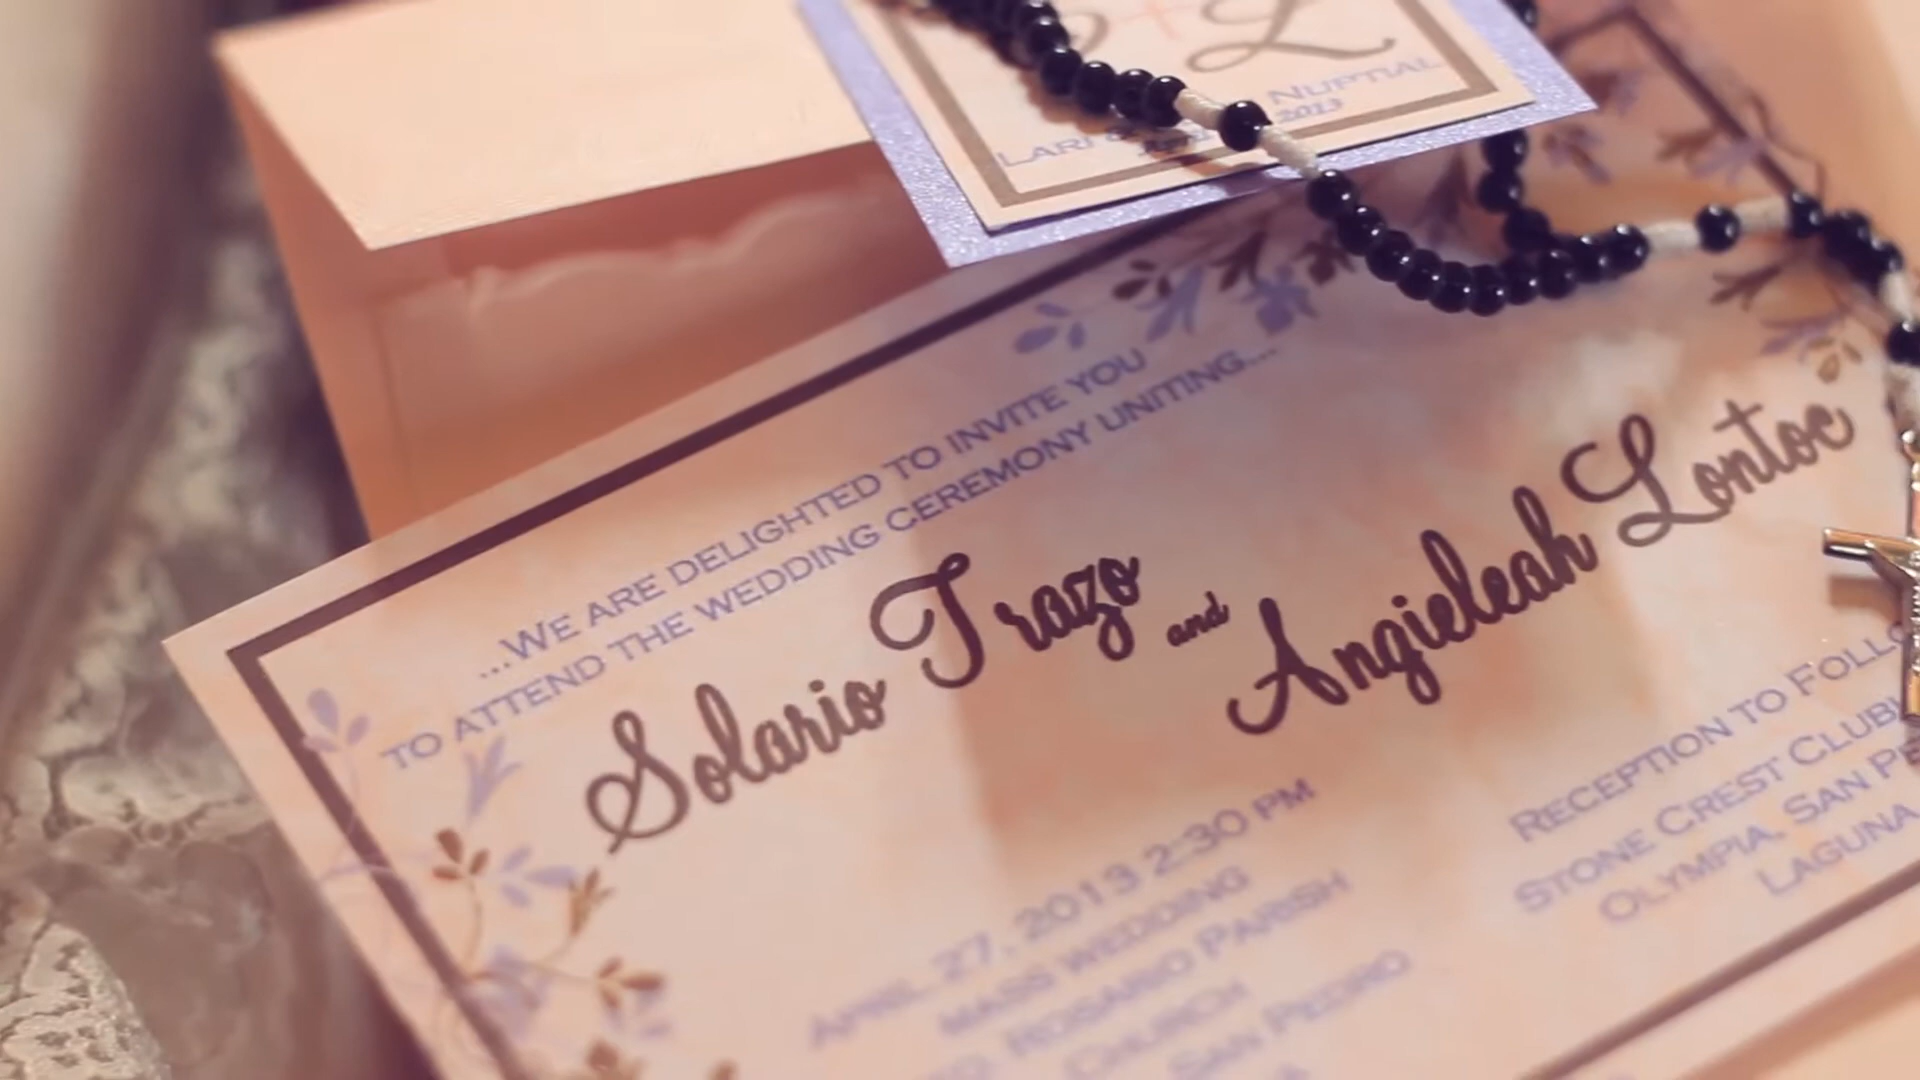 L
NUPTIAL
2013
...WE ARE DELIGHTED TO INVITE YOU
TO ATTEND THE WEDDING CEREMONY UNITING...
Solario Trazo and Angieleah Lontoc
APRIL 27, 2013 2:30 PM
MASS WEDDING
ROSARIO PARISH
CHURCH
SAN PEDRO
RECEPTION TO FOLLO
STONE CREST CLUB
OLYMPIA, SAN PE
LAGUNA